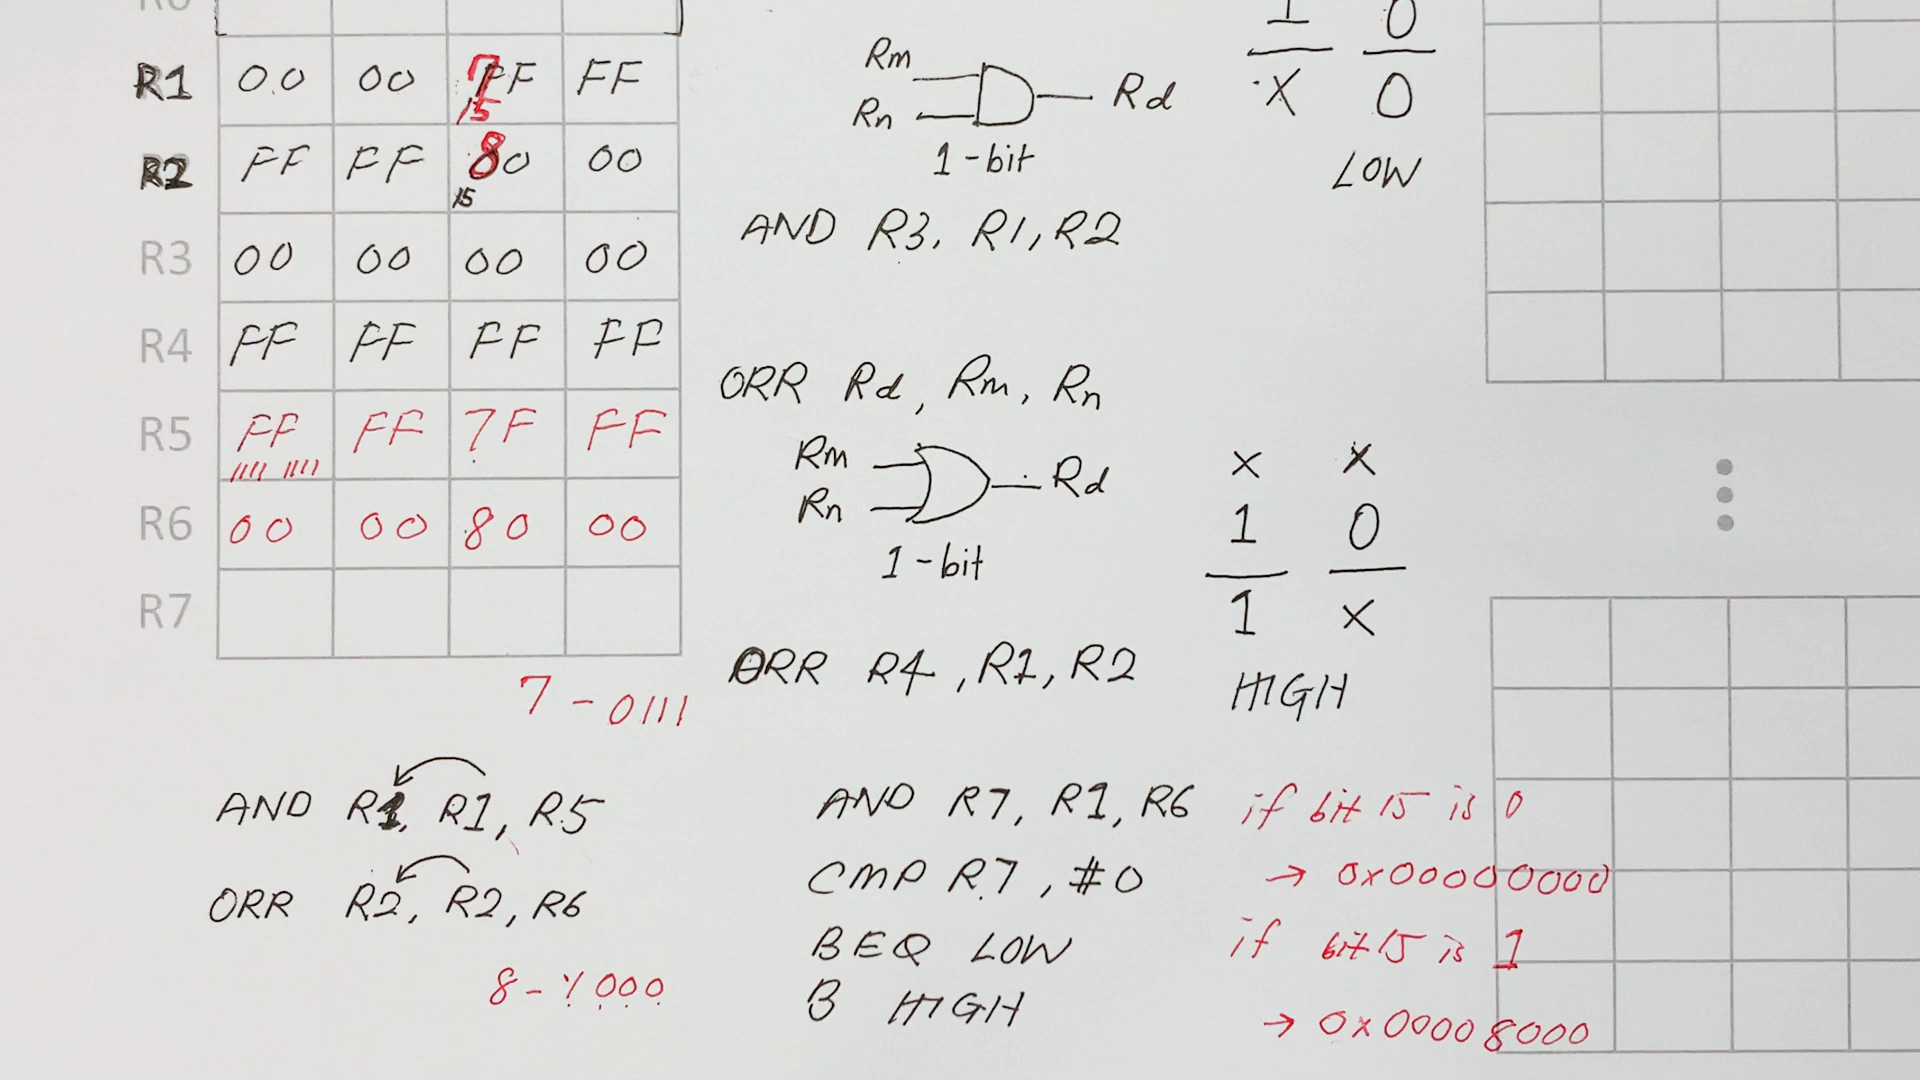 R1 00 00 7FF FF
15
R2 FF FF 80 00
15
R3 00 00 00 00
R4 FF FF FF FF
R5 FF FF 7F FF
1111 1111
R6 00 00 80 00
R7
7 - 0111
AND R1, R1, R5
ORR R2, R2, R6
8 - 1000
Rm
Rn
Rd
1-bit
AND R3, R1, R2
ORR Rd, Rm, Rn
Rm
Rn
Rd
1-bit
ORR R4, R1, R2
1 0
X 0
LOW
X X
1 0
1 X
HIGH
AND R7, R1, R6
CMP R7, #0
BEQ LOW
B HIGH
if bit 15 is 0
→ 0x00000000
if bit 15 is 1
→ 0x00008000